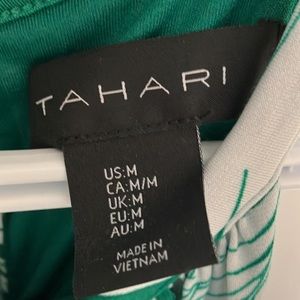 TAHARI
US:M
CA:M/M
UK:M
EU:M
AU:M
MADE IN
VIETNAM